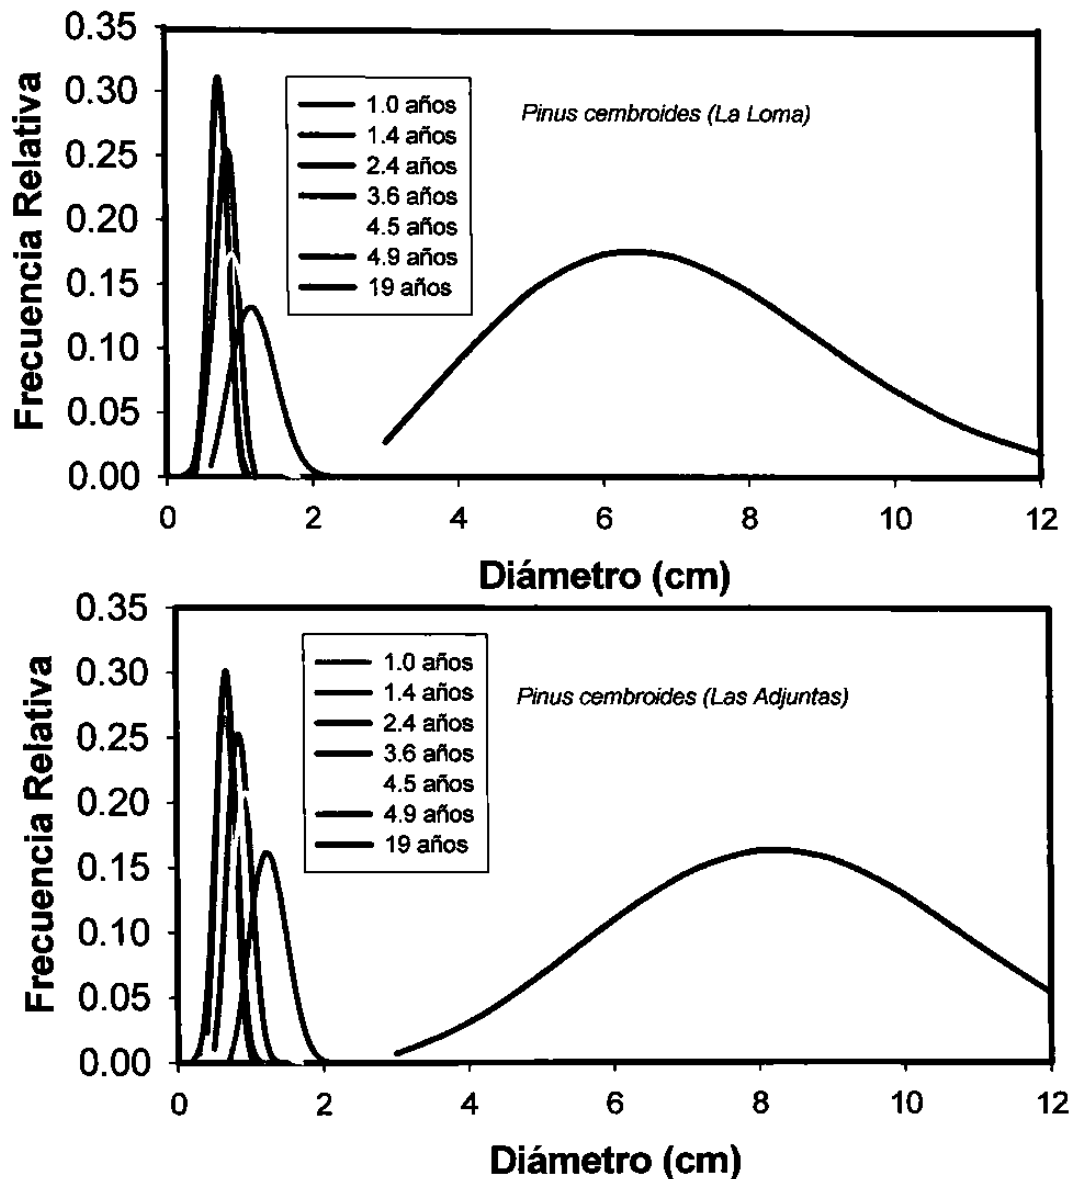 0.35
0.30
0.25
0.20
0.15
0.10
0.05
0.00
Frecuencia Relativa
1.0 años
1.4 años
2.4 años
3.6 años
4.5 años
4.9 años
19 años
Pinus cembroides (La Loma)
0 2 4 6 8 10 12
Diámetro (cm)
0.35
0.30
0.25
0.20
0.15
0.10
0.05
0.00
Frecuencia Relativa
1.0 años
1.4 años
2.4 años
3.6 años
4.5 años
4.9 años
19 años
Pinus cembroides (Las Adjuntas)
0 2 4 6 8 10 12
Diámetro (cm)